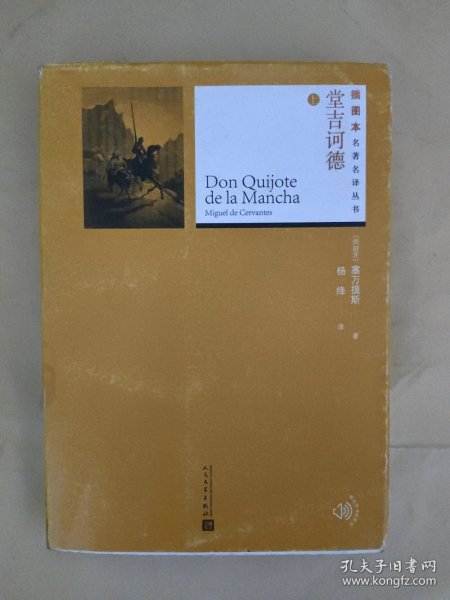 插图本名著名译丛书
堂吉诃德
上
Don Quijote
de la Mancha
Miguel de Cervantes
[西班牙] 塞万提斯 著
杨绛 译
人民文学出版社
孔夫子旧书网
www.kongfz.com